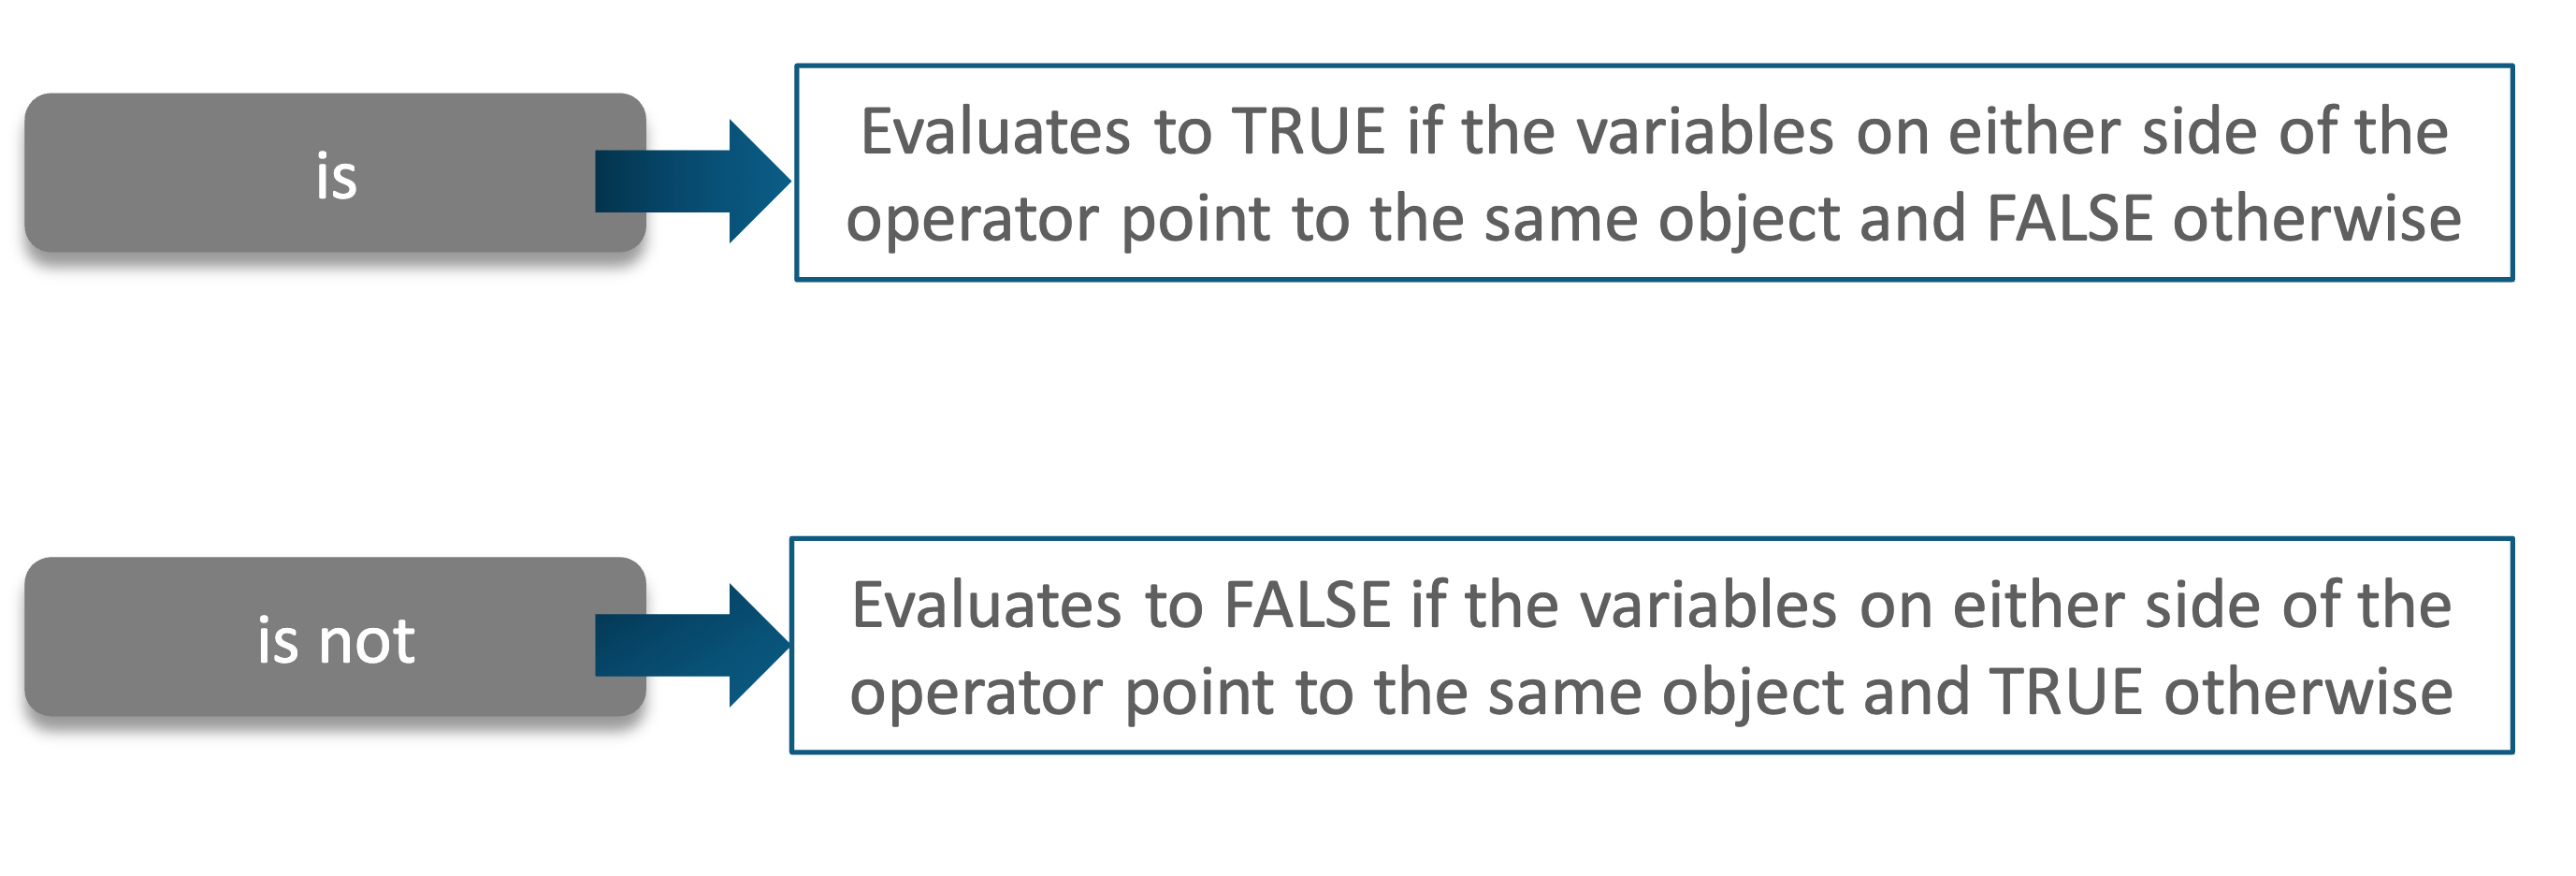 is
Evaluates to TRUE if the variables on either side of the
operator point to the same object and FALSE otherwise
is not
Evaluates to FALSE if the variables on either side of the
operator point to the same object and TRUE otherwise